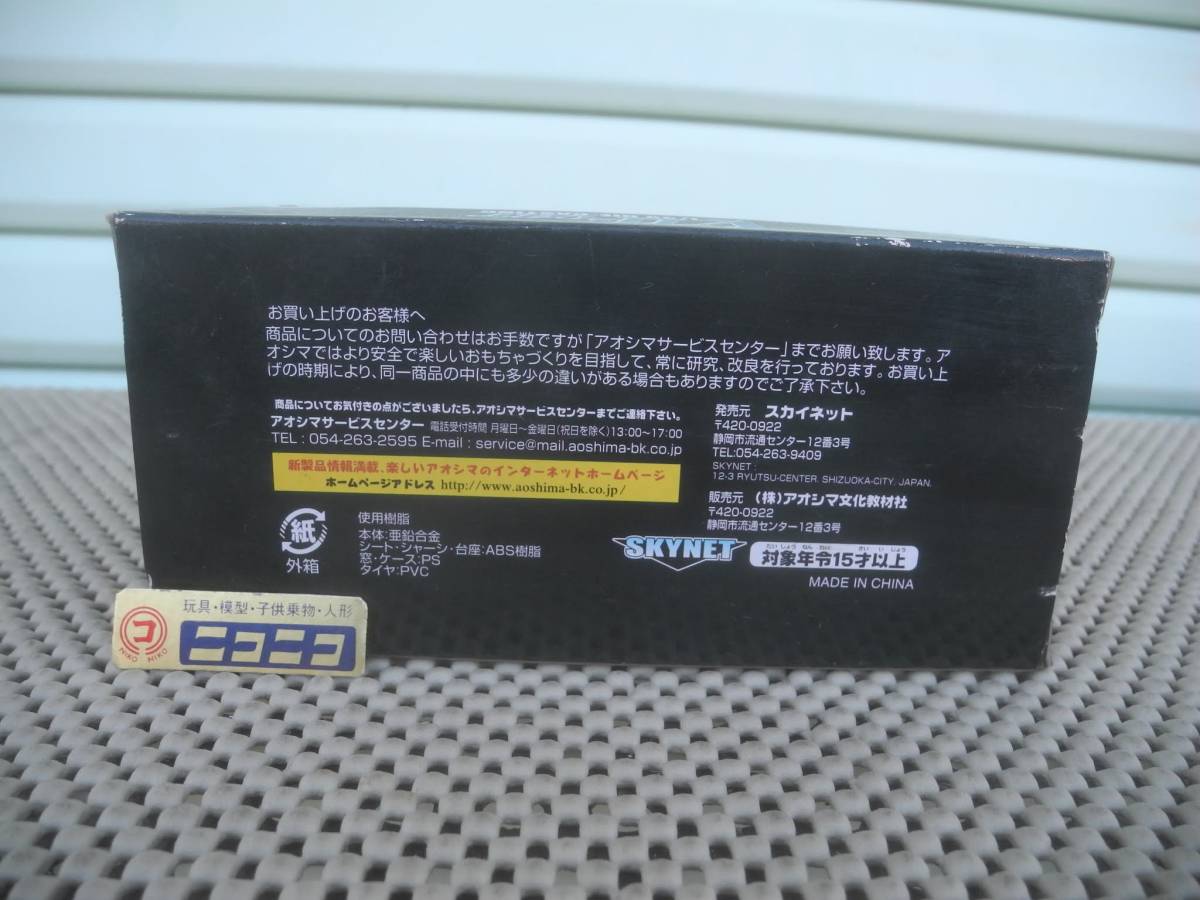 お買い上げのお客様へ
商品についてのお問い合わせはお手数ですが「アオシマサービスセンター」までお願い致します。ア
オシマではより安全で楽しいおもちゃづくりを目指して、常に研究、改良を行っております。お買い上
げの時期により、同一商品の中にも多少の違いがある場合もありますのでご了承下さい。
商品についてお気付きの点がございましたら、アオシマサービスセンターまでご連絡下さい。
アオシマサービスセンター 電話受付時間 月曜日〜金曜日(祝日を除く)13:00〜17:00
TEL : 054-263-2595 E-mail : service@mail.aoshima-bk.co.jp
新製品情報満載、楽しいアオシマのインターネットホームページ
ホームページアドレス http://www.aoshima-bk.co.jp/
発売元 スカイネット
〒420-0922
静岡市流通センター12番3号
TEL:054-263-9409
SKYNET :
12-3 RYUTSU-CENTER. SHIZUOKA-CITY. JAPAN.
販売元 (株)アオシマ文化教材社
〒420-0922
静岡市流通センター12番3号
紙
外箱
使用樹脂
本体:亜鉛合金
シート・シャーシ・台座:ABS樹脂
窓・ケース:PS
タイヤ:PVC
SKYNET
たいしょう ねん れい さい い じょう
対象年令15才以上
MADE IN CHINA
玩具・模型・子供乗物・人形
コ
NIKO NIKO
ニコニコ